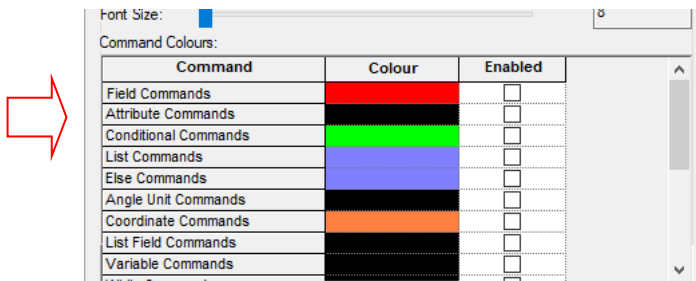 Font Size: 8
Command Colours:
Command Colour Enabled
Field Commands
Attribute Commands
Conditional Commands
List Commands
Else Commands
Angle Unit Commands
Coordinate Commands
List Field Commands
Variable Commands